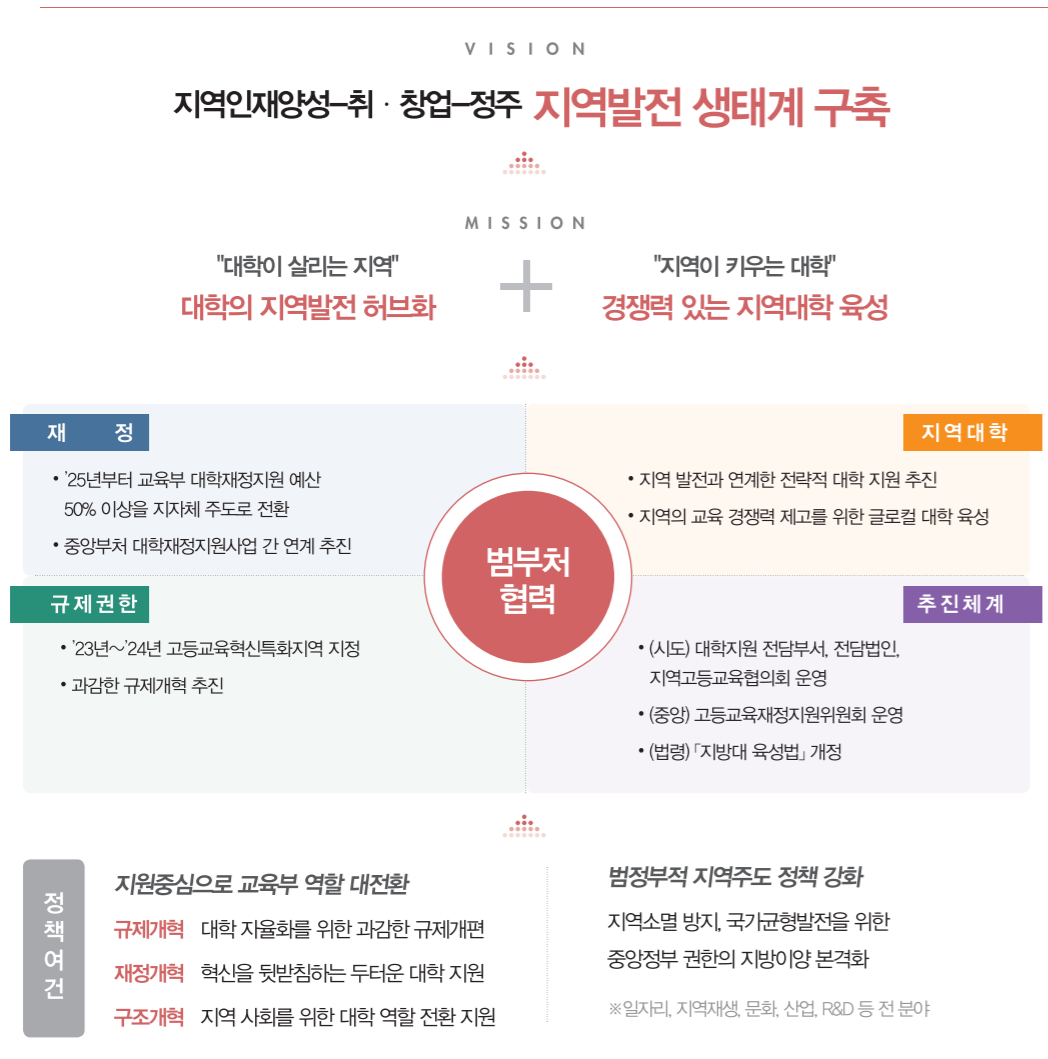 VISION
지역인재양성–취 · 창업–정주 지역발전 생태계 구축
MISSION
"대학이 살리는 지역"
대학의 지역발전 허브화
+
"지역이 키우는 대학"
경쟁력 있는 지역대학 육성
재 정
• '25년부터 교육부 대학재정지원 예산
50% 이상을 지자체 주도로 전환
• 중앙부처 대학재정지원사업 간 연계 추진
지역대학
• 지역 발전과 연계한 전략적 대학 지원 추진
• 지역의 교육 경쟁력 제고를 위한 글로컬 대학 육성
범부처
협력
규제권한
• '23년~'24년 고등교육혁신특화지역 지정
• 과감한 규제개혁 추진
추진체계
• (시도) 대학지원 전담부서, 전담법인,
지역고등교육협의회 운영
• (중앙) 고등교육재정지원위원회 운영
• (법령) 「지방대 육성법」 개정
정
책
여
건
지원중심으로 교육부 역할 대전환
규제개혁 대학 자율화를 위한 과감한 규제개편
재정개혁 혁신을 뒷받침하는 두터운 대학 지원
구조개혁 지역 사회를 위한 대학 역할 전환 지원
범정부적 지역주도 정책 강화
지역소멸 방지, 국가균형발전을 위한
중앙정부 권한의 지방이양 본격화
※일자리, 지역재생, 문화, 산업, R&D 등 전 분야